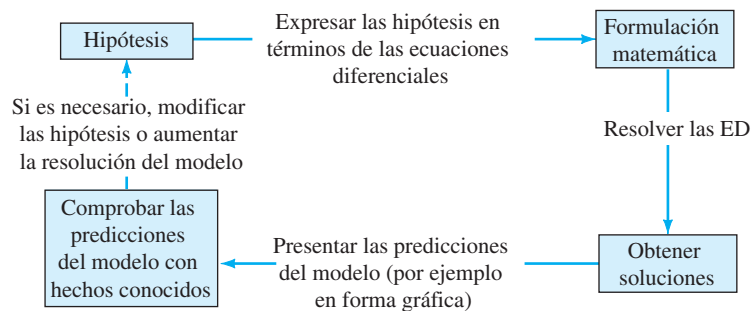 Hipótesis
Expresar las hipótesis en
términos de las ecuaciones
diferenciales
Formulación
matemática
Si es necesario, modificar
las hipótesis o aumentar
la resolución del modelo
Resolver las ED
Comprobar las
predicciones
del modelo con
hechos conocidos
Presentar las predicciones
del modelo (por ejemplo
en forma gráfica)
Obtener
soluciones